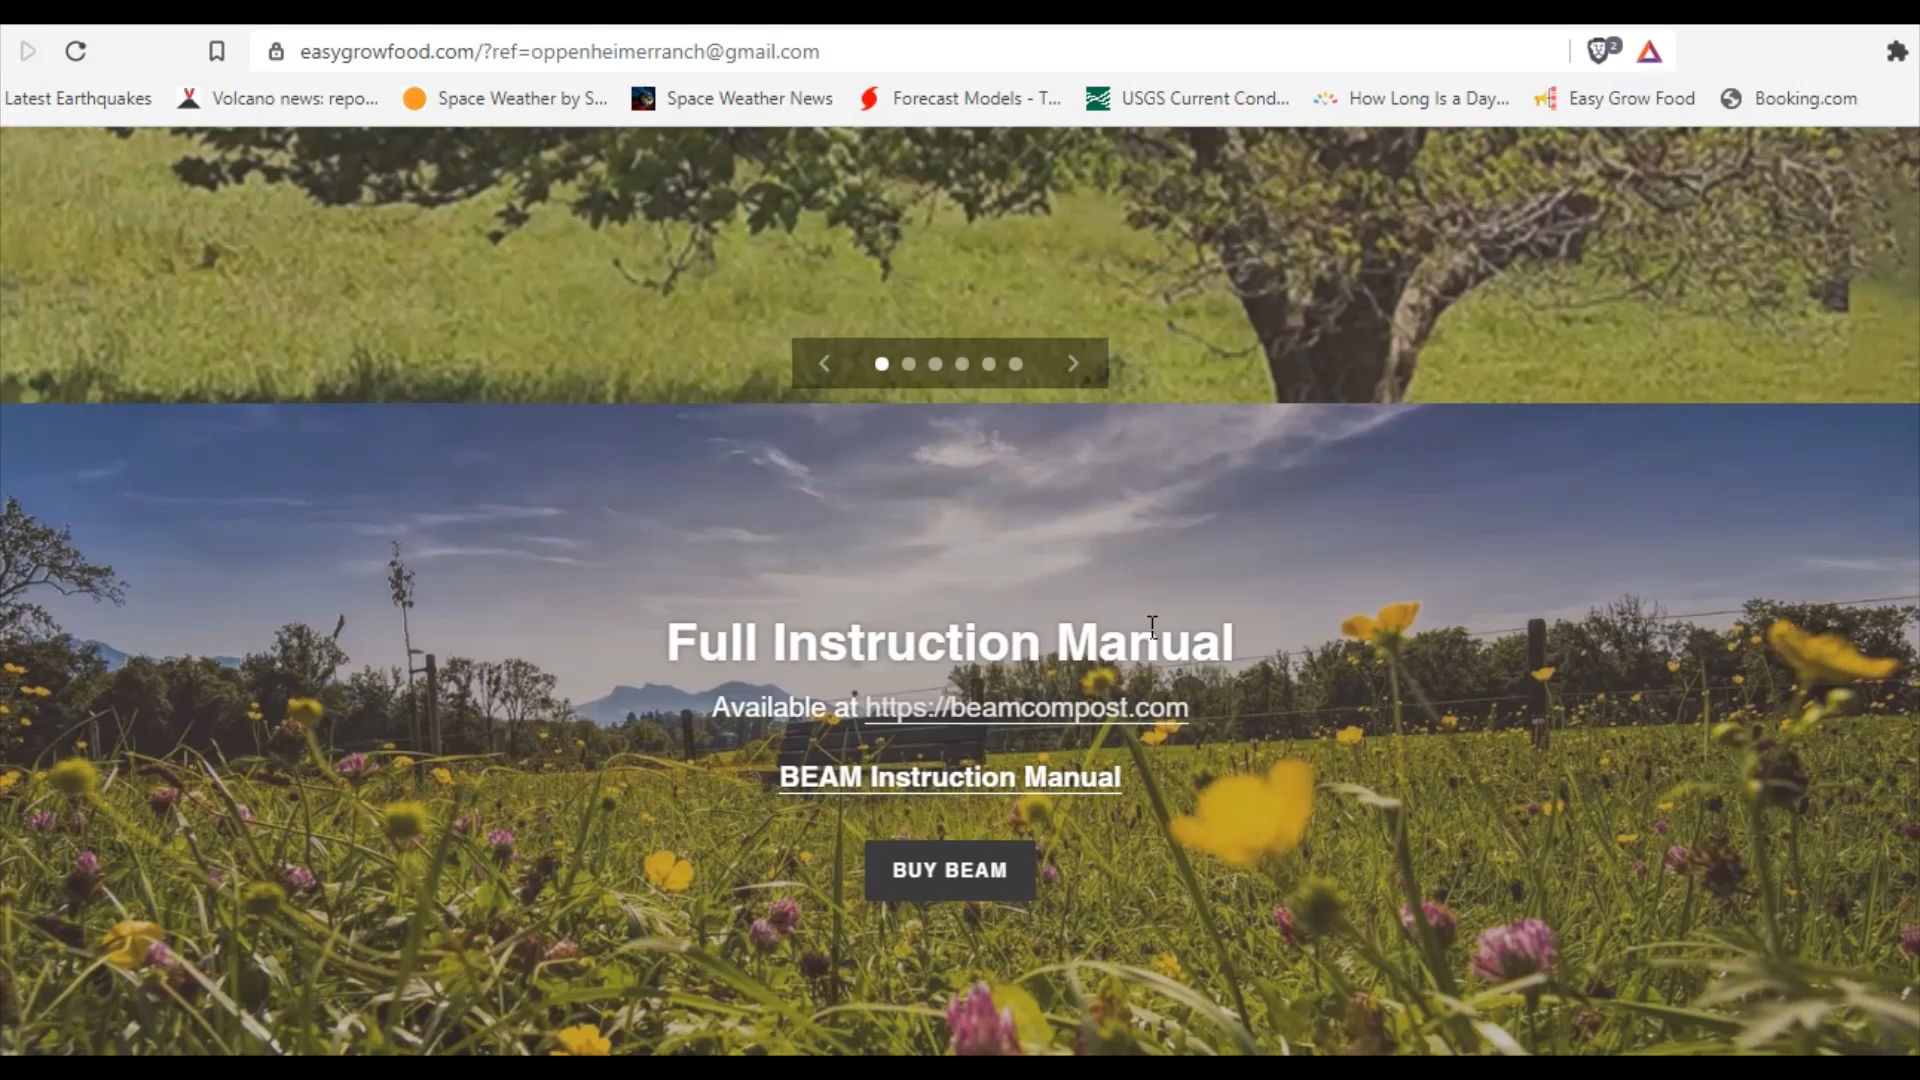 easygrowfood.com/?ref=oppenheimerranch@gmail.com
2
Latest Earthquakes
Volcano news: repo...
Space Weather by S...
Space Weather News
Forecast Models - T...
USGS Current Cond...
How Long Is a Day...
Easy Grow Food
Booking.com
Full Instruction Manual
Available at https://beamcompost.com
BEAM Instruction Manual
BUY BEAM